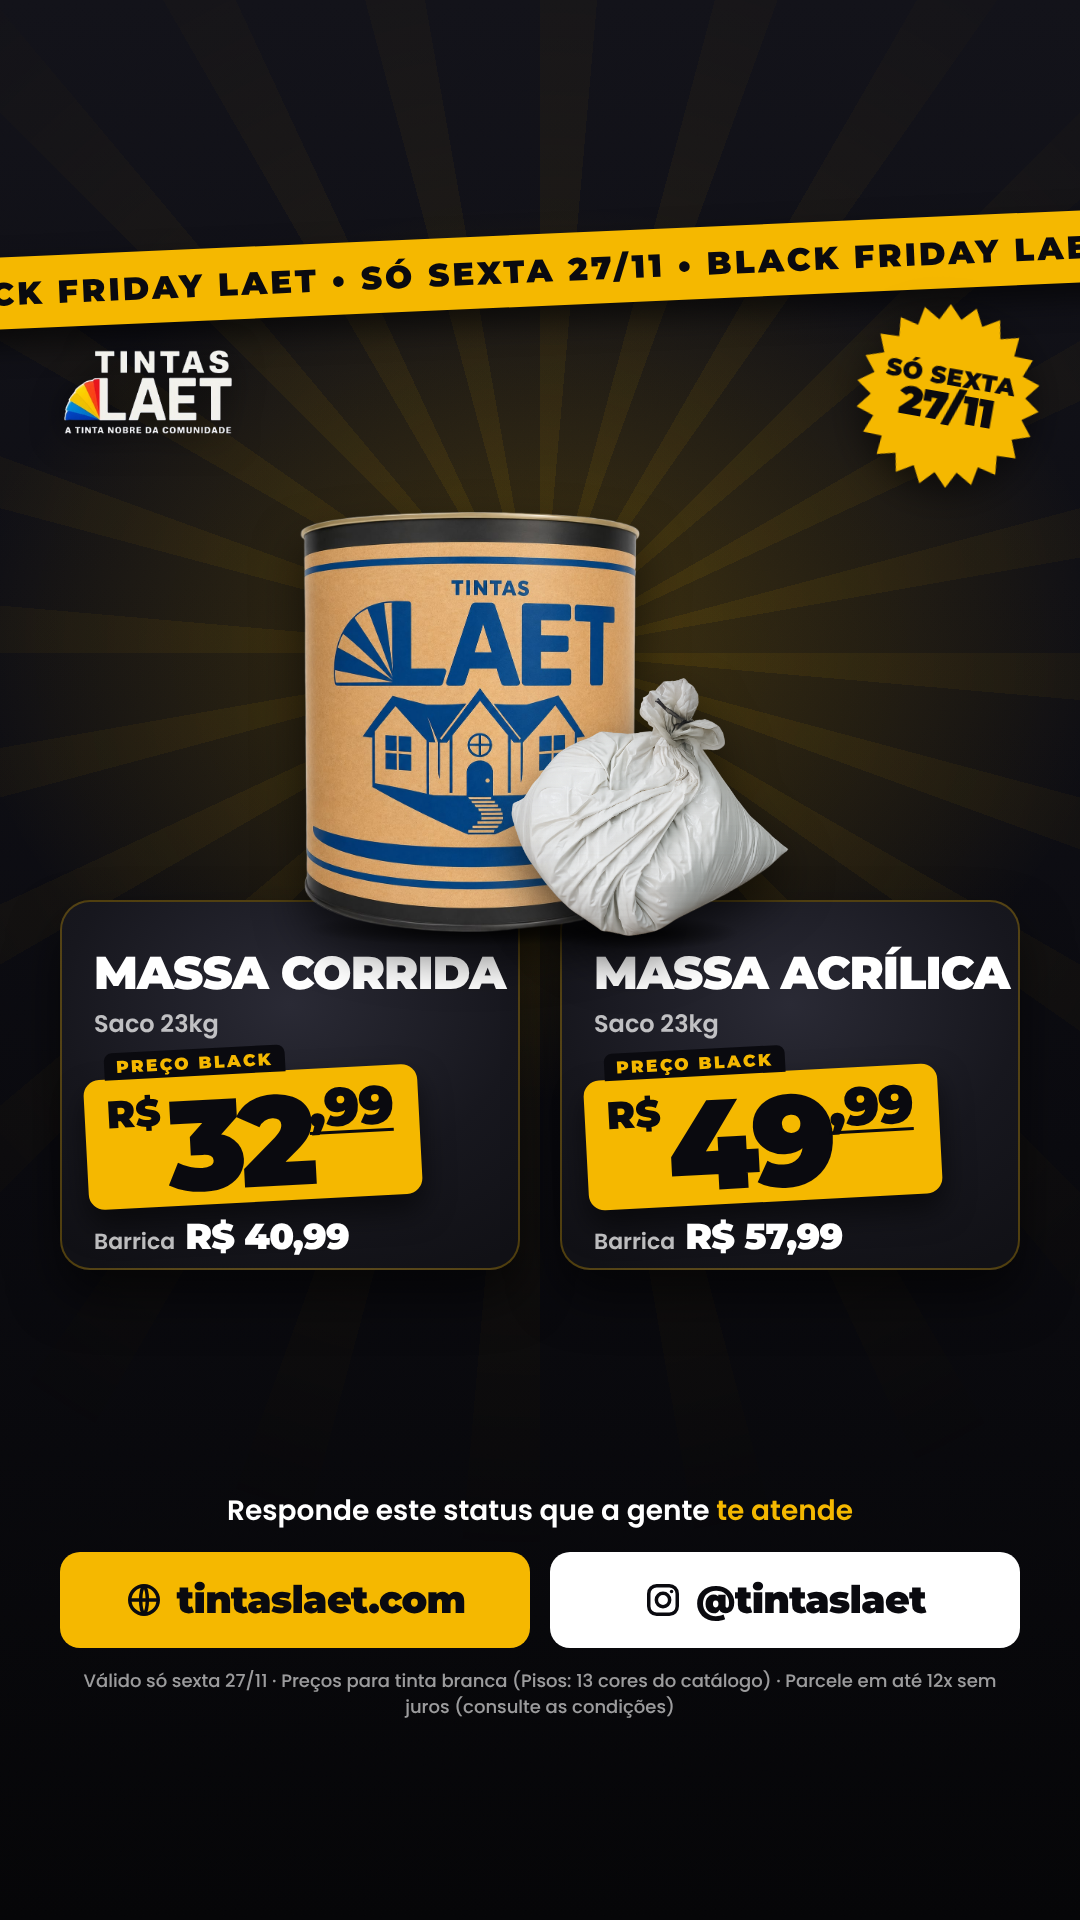 CK FRIDAY LAET • SÓ SEXTA 27/11 • BLACK FRIDAY LAE
TINTAS
LAET
A TINTA NOBRE DA COMUNIDADE
SÓ SEXTA
27/11
TINTAS
LAET
MASSA CORRIDA
Saco 23kg
PREÇO BLACK
R$ 32,99
Barrica R$ 40,99
MASSA ACRÍLICA
Saco 23kg
PREÇO BLACK
R$ 49,99
Barrica R$ 57,99
Responde este status que a gente te atende
tintaslaet.com
@tintaslaet
Válido só sexta 27/11 · Preços para tinta branca (Pisos: 13 cores do catálogo) · Parcele em até 12x sem
juros (consulte as condições)